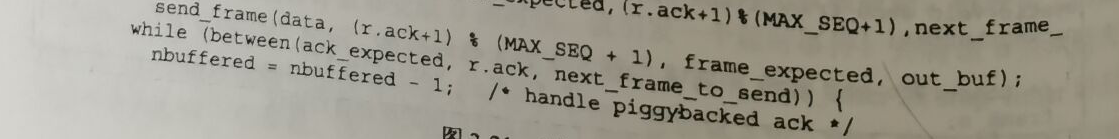 expected,(r.ack+1)%(MAX_SEQ+1),next_frame_
send_frame(data, (r.ack+1) % (MAX_SEQ + 1), frame_expected, out_buf);
while (between(ack_expected, r.ack, next_frame_to_send)) {
nbuffered = nbuffered - 1; /* handle piggybacked ack */
图